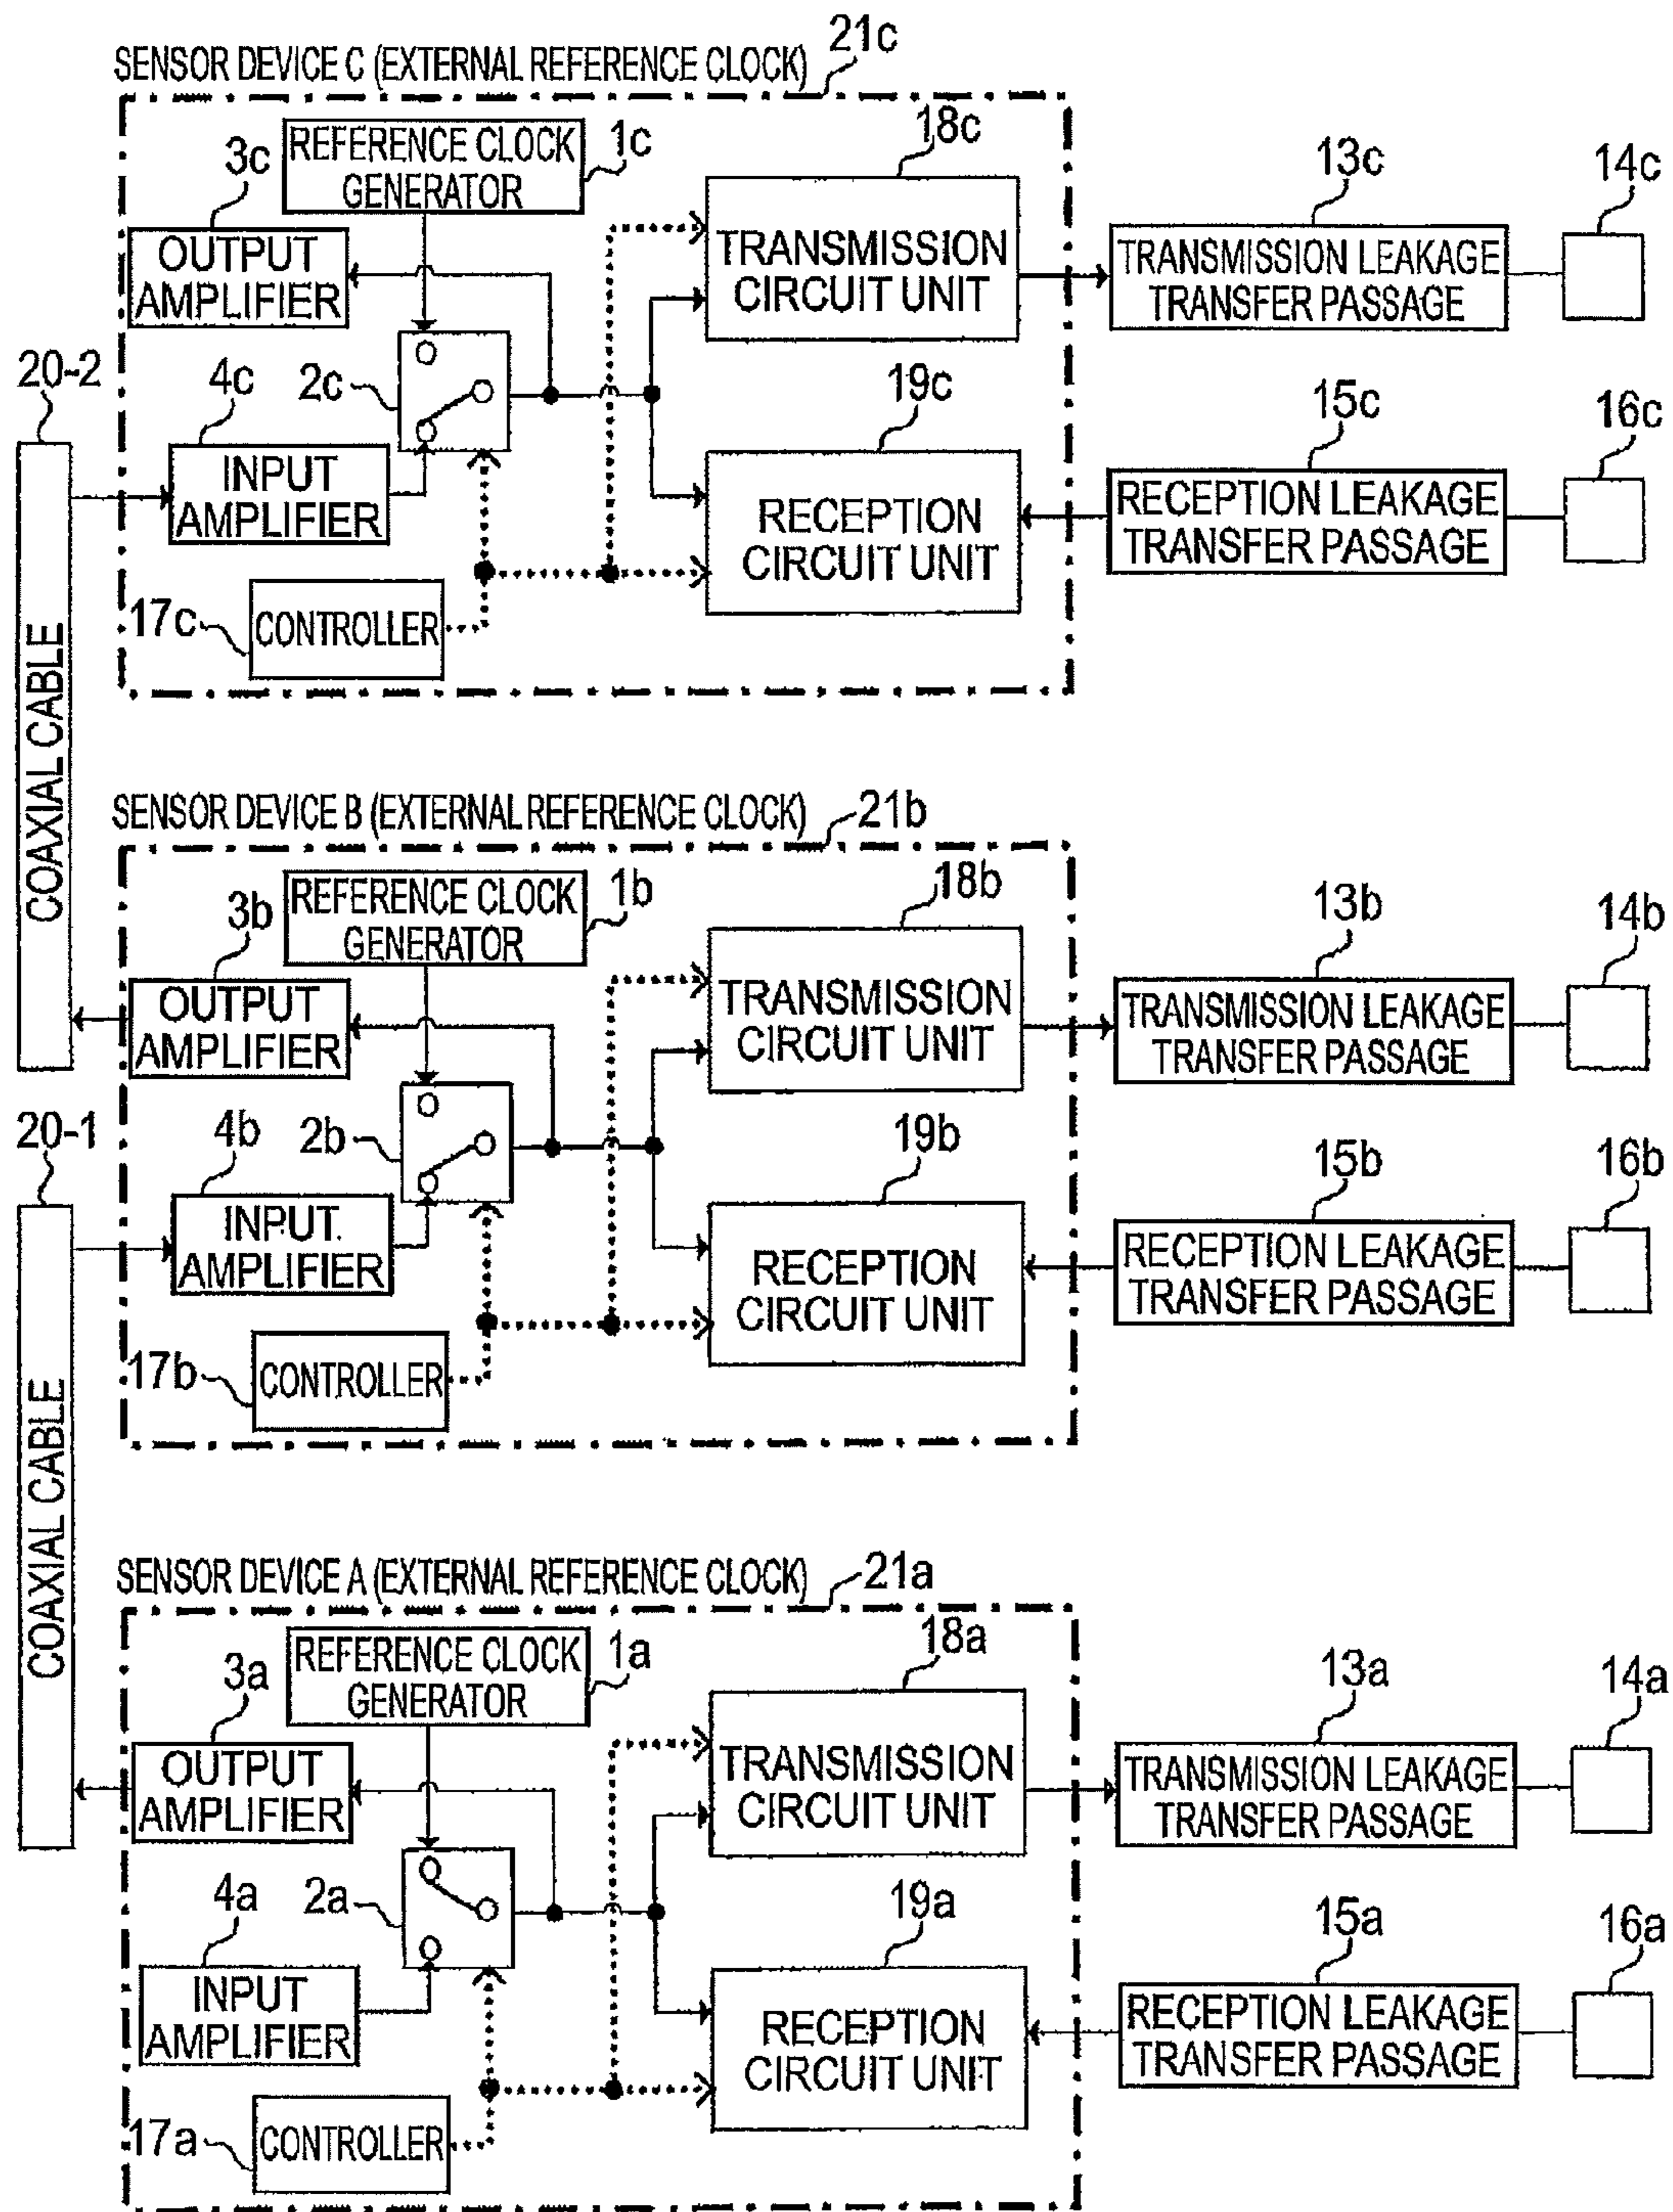 SENSOR DEVICE C (EXTERNAL REFERENCE CLOCK)
21c
3c
REFERENCE CLOCK
GENERATOR
1c
18c
13c
14c
OUTPUT
AMPLIFIER
TRANSMISSION
CIRCUIT UNIT
TRANSMISSION LEAKAGE
TRANSFER PASSAGE
20-2
4c
2c
19c
15c
16c
COAXIAL CABLE
INPUT
AMPLIFIER
RECEPTION
CIRCUIT UNIT
RECEPTION LEAKAGE
TRANSFER PASSAGE
17c
CONTROLLER
SENSOR DEVICE B (EXTERNAL REFERENCE CLOCK)
21b
3b
REFERENCE CLOCK
GENERATOR
1b
18b
13b
14b
OUTPUT
AMPLIFIER
TRANSMISSION
CIRCUIT UNIT
TRANSMISSION LEAKAGE
TRANSFER PASSAGE
20-1
4b
2b
19b
15b
16b
COAXIAL CABLE
INPUT.
AMPLIFIER
RECEPTION
CIRCUIT UNIT
RECEPTION LEAKAGE
TRANSFER PASSAGE
17b
CONTROLLER
SENSOR DEVICE A (EXTERNAL REFERENCE CLOCK)
21a
3a
REFERENCE CLOCK
GENERATOR
1a
18a
13a
14a
OUTPUT
AMPLIFIER
TRANSMISSION
CIRCUIT UNIT
TRANSMISSION LEAKAGE
TRANSFER PASSAGE
4a
2a
19a
15a
16a
INPUT
AMPLIFIER
RECEPTION
CIRCUIT UNIT
RECEPTION LEAKAGE
TRANSFER PASSAGE
17a
CONTROLLER